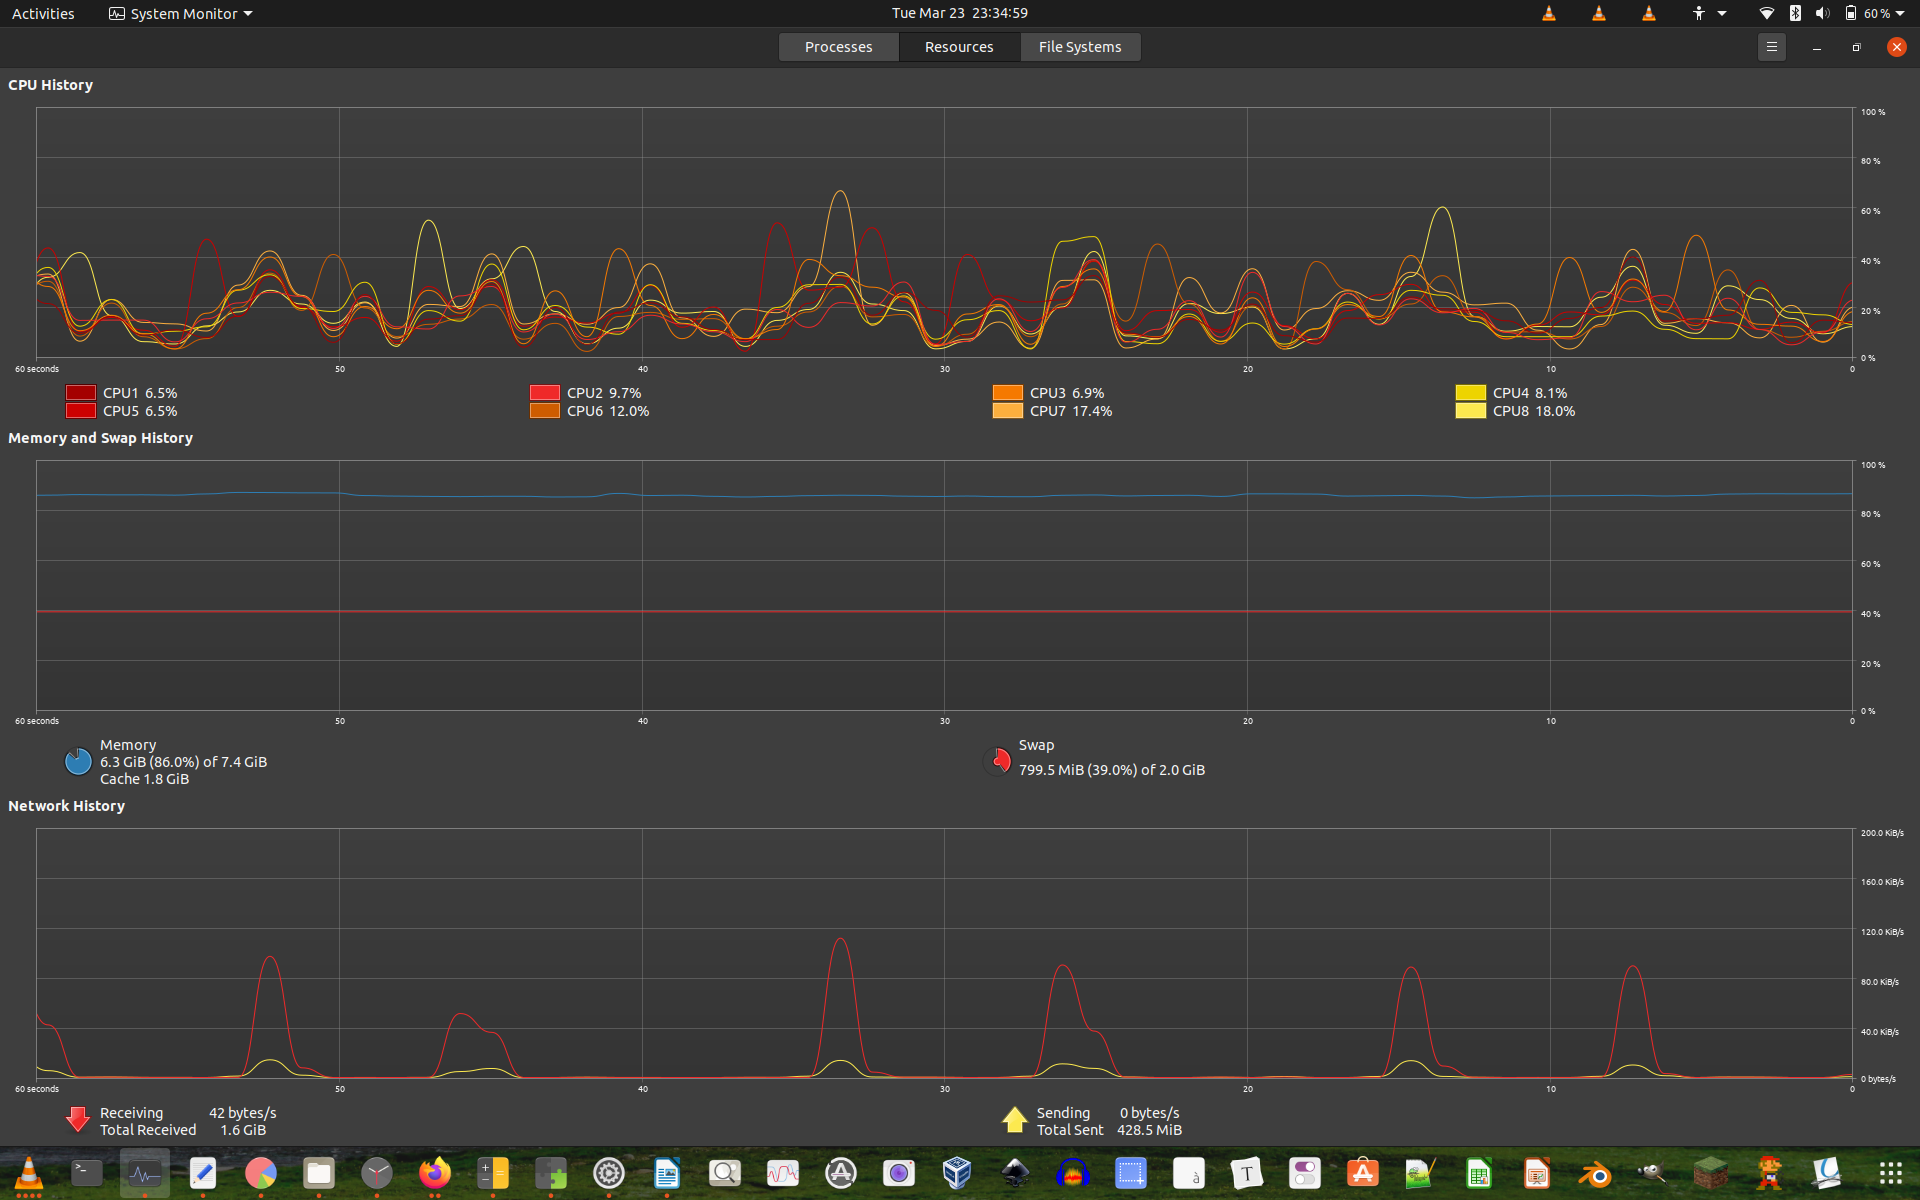 Activities System Monitor Tue Mar 23 23:34:59 60 %
Processes Resources File Systems
CPU History
100 %
80 %
60 %
40 %
20 %
0 %
60 seconds 50 40 30 20 10 0
CPU1 6.5% CPU2 9.7% CPU3 6.9% CPU4 8.1%
CPU5 6.5% CPU6 12.0% CPU7 17.4% CPU8 18.0%
Memory and Swap History
100 %
80 %
60 %
40 %
20 %
0 %
60 seconds 50 40 30 20 10 0
Memory
6.3 GiB (86.0%) of 7.4 GiB
Cache 1.8 GiB
Swap
799.5 MiB (39.0%) of 2.0 GiB
Network History
200.0 KiB/s
160.0 KiB/s
120.0 KiB/s
80.0 KiB/s
40.0 KiB/s
0 bytes/s
60 seconds 50 40 30 20 10 0
Receiving 42 bytes/s
Total Received 1.6 GiB
Sending 0 bytes/s
Total Sent 428.5 MiB